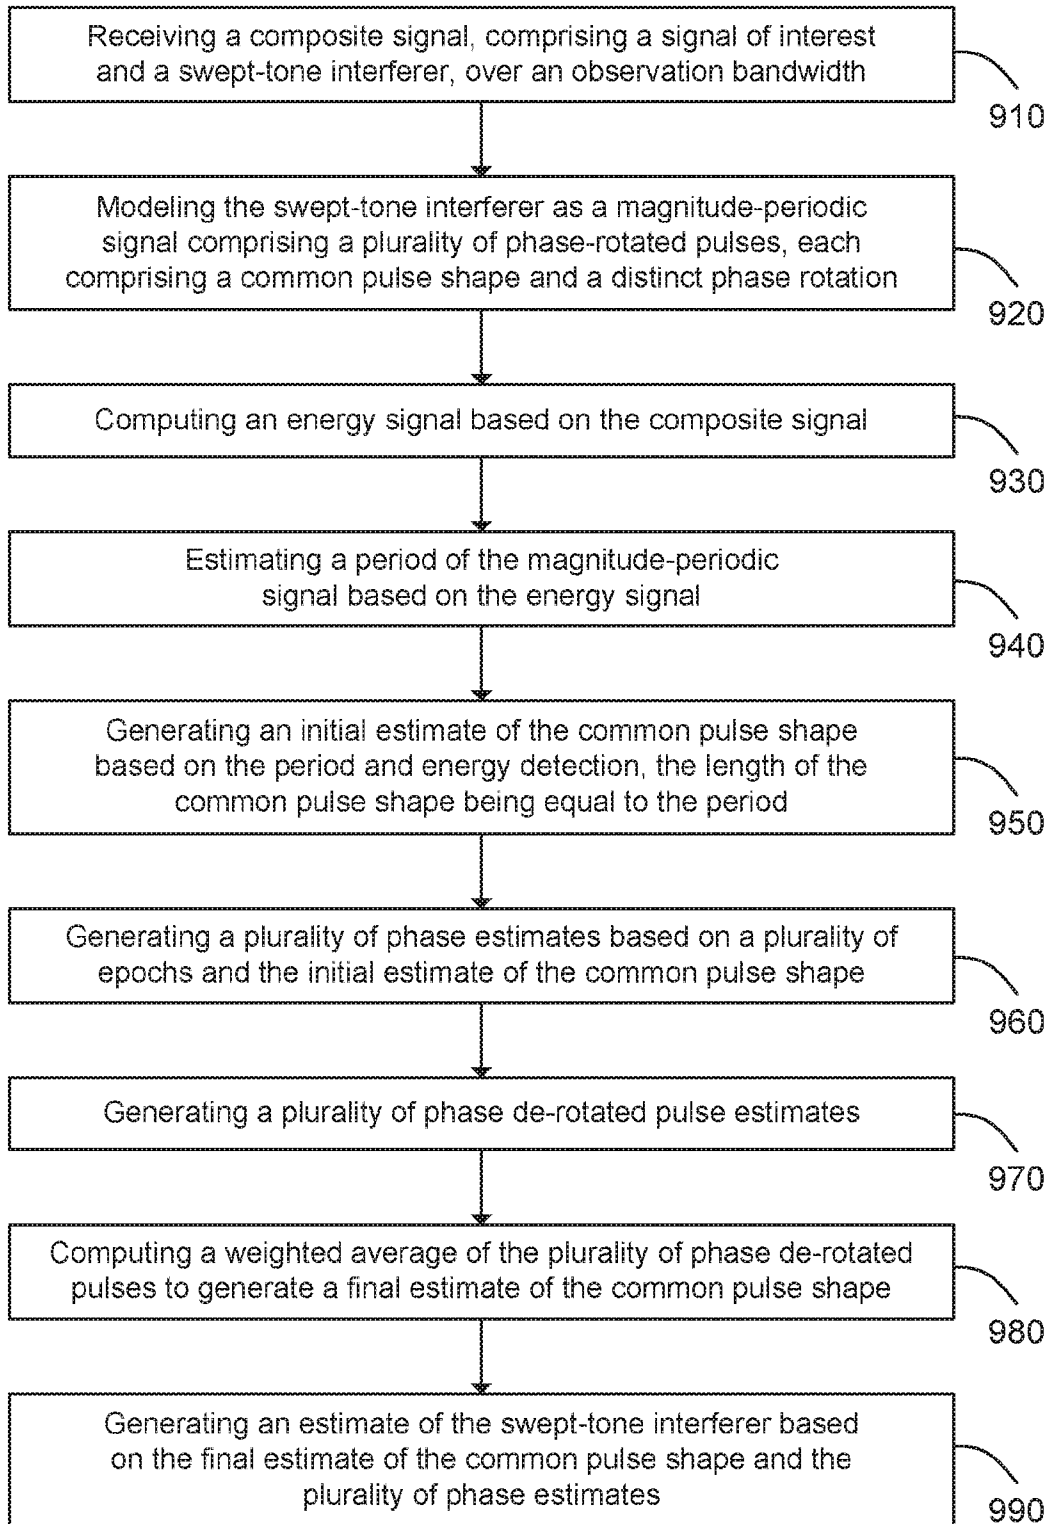 Receiving a composite signal, comprising a signal of interest
and a swept-tone interferer, over an observation bandwidth
910
Modeling the swept-tone interferer as a magnitude-periodic
signal comprising a plurality of phase-rotated pulses, each
comprising a common pulse shape and a distinct phase rotation
920
Computing an energy signal based on the composite signal
930
Estimating a period of the magnitude-periodic
signal based on the energy signal
940
Generating an initial estimate of the common pulse shape
based on the period and energy detection, the length of the
common pulse shape being equal to the period
950
Generating a plurality of phase estimates based on a plurality of
epochs and the initial estimate of the common pulse shape
960
Generating a plurality of phase de-rotated pulse estimates
970
Computing a weighted average of the plurality of phase de-rotated
pulses to generate a final estimate of the common pulse shape
980
Generating an estimate of the swept-tone interferer based
on the final estimate of the common pulse shape and the
plurality of phase estimates
990